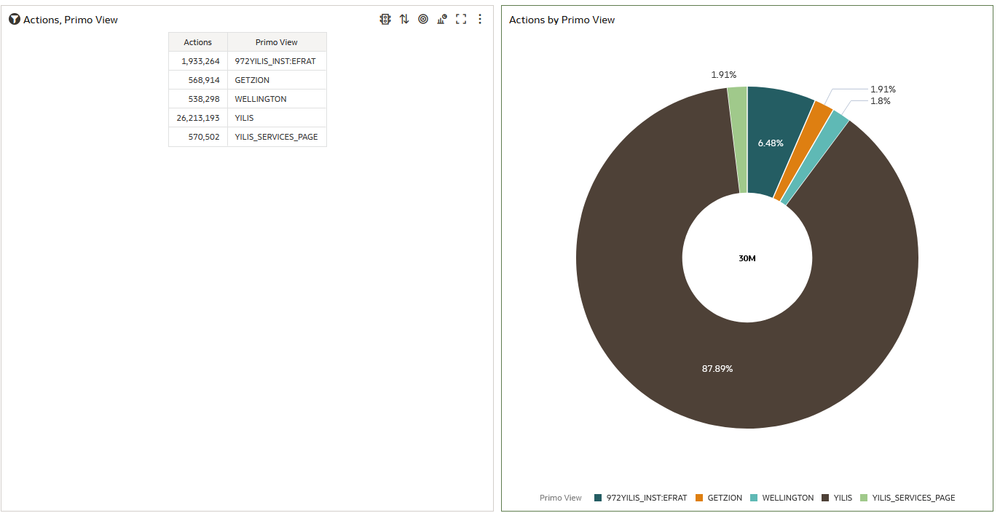 Actions, Primo View
Actions Primo View
1,933,264 972YILIS_INST:EFRAT
568,914 GETZION
538,298 WELLINGTON
26,213,193 YILIS
570,502 YILIS_SERVICES_PAGE
Actions by Primo View
1.91%
1.91%
1.8%
6.48%
30M
87.89%
Primo View 972YILIS_INST:EFRAT GETZION WELLINGTON YILIS YILIS_SERVICES_PAGE